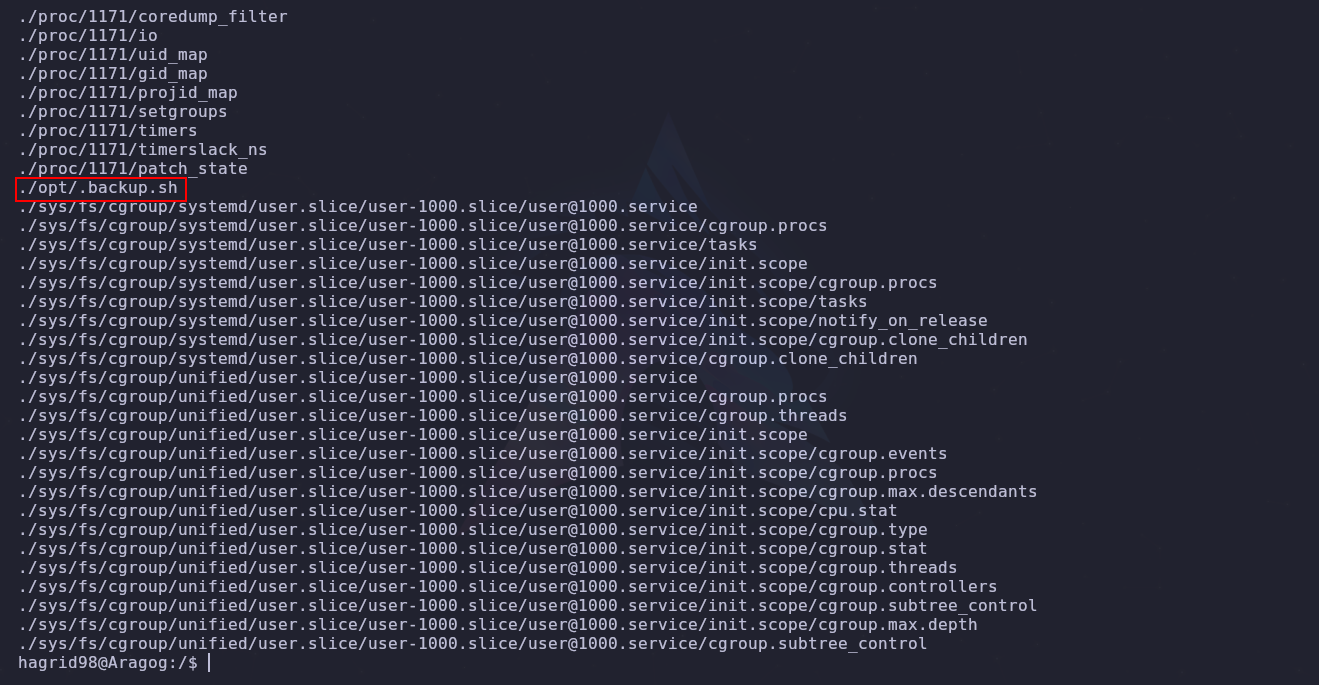 ./proc/1171/coredump_filter
./proc/1171/io
./proc/1171/uid_map
./proc/1171/gid_map
./proc/1171/projid_map
./proc/1171/setgroups
./proc/1171/timers
./proc/1171/timerslack_ns
./proc/1171/patch_state
./opt/.backup.sh
./sys/fs/cgroup/systemd/user.slice/user-1000.slice/user@1000.service
./sys/fs/cgroup/systemd/user.slice/user-1000.slice/user@1000.service/cgroup.procs
./sys/fs/cgroup/systemd/user.slice/user-1000.slice/user@1000.service/tasks
./sys/fs/cgroup/systemd/user.slice/user-1000.slice/user@1000.service/init.scope
./sys/fs/cgroup/systemd/user.slice/user-1000.slice/user@1000.service/init.scope/cgroup.procs
./sys/fs/cgroup/systemd/user.slice/user-1000.slice/user@1000.service/init.scope/tasks
./sys/fs/cgroup/systemd/user.slice/user-1000.slice/user@1000.service/init.scope/notify_on_release
./sys/fs/cgroup/systemd/user.slice/user-1000.slice/user@1000.service/init.scope/cgroup.clone_children
./sys/fs/cgroup/systemd/user.slice/user-1000.slice/user@1000.service/cgroup.clone_children
./sys/fs/cgroup/unified/user.slice/user-1000.slice/user@1000.service
./sys/fs/cgroup/unified/user.slice/user-1000.slice/user@1000.service/cgroup.procs
./sys/fs/cgroup/unified/user.slice/user-1000.slice/user@1000.service/cgroup.threads
./sys/fs/cgroup/unified/user.slice/user-1000.slice/user@1000.service/init.scope
./sys/fs/cgroup/unified/user.slice/user-1000.slice/user@1000.service/init.scope/cgroup.events
./sys/fs/cgroup/unified/user.slice/user-1000.slice/user@1000.service/init.scope/cgroup.procs
./sys/fs/cgroup/unified/user.slice/user-1000.slice/user@1000.service/init.scope/cgroup.max.descendants
./sys/fs/cgroup/unified/user.slice/user-1000.slice/user@1000.service/init.scope/cpu.stat
./sys/fs/cgroup/unified/user.slice/user-1000.slice/user@1000.service/init.scope/cgroup.type
./sys/fs/cgroup/unified/user.slice/user-1000.slice/user@1000.service/init.scope/cgroup.stat
./sys/fs/cgroup/unified/user.slice/user-1000.slice/user@1000.service/init.scope/cgroup.threads
./sys/fs/cgroup/unified/user.slice/user-1000.slice/user@1000.service/init.scope/cgroup.controllers
./sys/fs/cgroup/unified/user.slice/user-1000.slice/user@1000.service/init.scope/cgroup.subtree_control
./sys/fs/cgroup/unified/user.slice/user-1000.slice/user@1000.service/init.scope/cgroup.max.depth
./sys/fs/cgroup/unified/user.slice/user-1000.slice/user@1000.service/cgroup.subtree_control
hagrid98@Aragog:/$